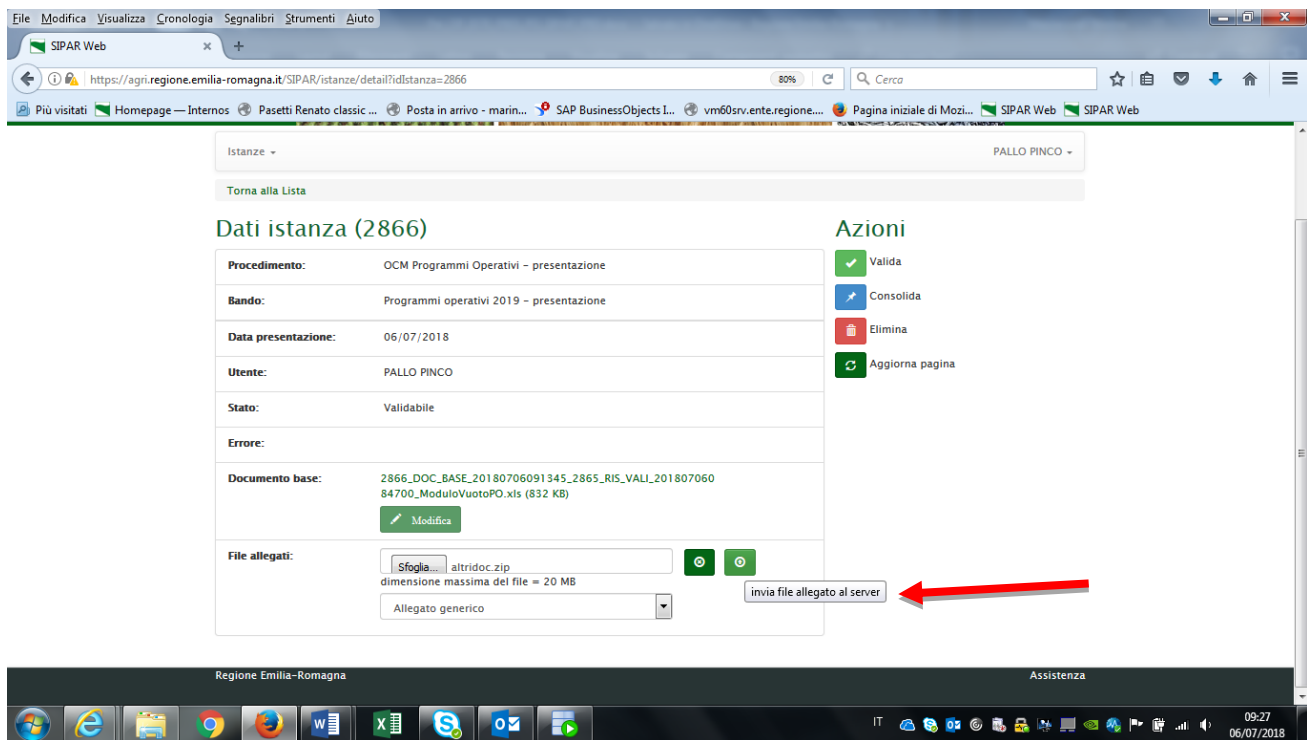 File Modifica Visualizza Cronologia Segnalibri Strumenti Aiuto
SIPAR Web
https://agri.regione.emilia-romagna.it/SIPAR/istanze/detail?idIstanza=2866
80%
Cerca
Più visitati Homepage — Internos Pasetti Renato classic ... Posta in arrivo - marin... SAP BusinessObjects I... vm60srv.ente.regione.... Pagina iniziale di Mozi... SIPAR Web SIPAR Web
Istanze PALLO PINCO
Torna alla Lista
Dati istanza (2866)
Procedimento: OCM Programmi Operativi - presentazione
Bando: Programmi operativi 2019 - presentazione
Data presentazione: 06/07/2018
Utente: PALLO PINCO
Stato: Validabile
Errore:
Documento base: 2866_DOC_BASE_20180706091345_2865_RIS_VALI_201807060
84700_ModuloVuotoPO.xls (832 KB)
Modifica
File allegati: Sfoglia... altridoc.zip
dimensione massima del file = 20 MB
invia file allegato al server
Allegato generico
Azioni
Valida
Consolida
Elimina
Aggiorna pagina
Regione Emilia-Romagna Assistenza
IT
09:27
06/07/2018